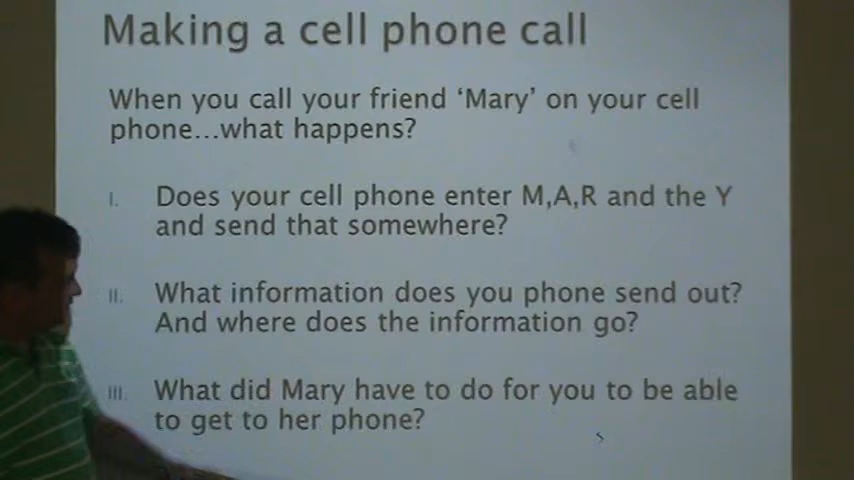 Making a cell phone call
When you call your friend ‘Mary’ on your cell
phone...what happens?
I. Does your cell phone enter M,A,R and the Y
and send that somewhere?
II. What information does you phone send out?
And where does the information go?
III. What did Mary have to do for you to be able
to get to her phone?